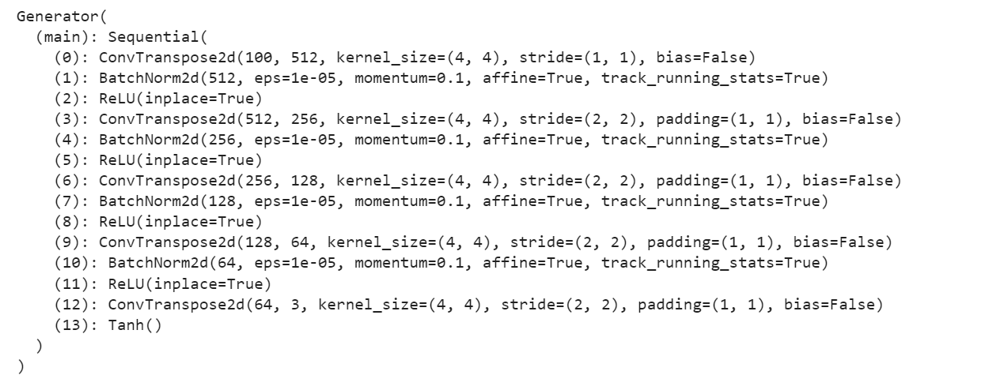 Generator(
  (main): Sequential(
    (0): ConvTranspose2d(100, 512, kernel_size=(4, 4), stride=(1, 1), bias=False)
    (1): BatchNorm2d(512, eps=1e-05, momentum=0.1, affine=True, track_running_stats=True)
    (2): ReLU(inplace=True)
    (3): ConvTranspose2d(512, 256, kernel_size=(4, 4), stride=(2, 2), padding=(1, 1), bias=False)
    (4): BatchNorm2d(256, eps=1e-05, momentum=0.1, affine=True, track_running_stats=True)
    (5): ReLU(inplace=True)
    (6): ConvTranspose2d(256, 128, kernel_size=(4, 4), stride=(2, 2), padding=(1, 1), bias=False)
    (7): BatchNorm2d(128, eps=1e-05, momentum=0.1, affine=True, track_running_stats=True)
    (8): ReLU(inplace=True)
    (9): ConvTranspose2d(128, 64, kernel_size=(4, 4), stride=(2, 2), padding=(1, 1), bias=False)
    (10): BatchNorm2d(64, eps=1e-05, momentum=0.1, affine=True, track_running_stats=True)
    (11): ReLU(inplace=True)
    (12): ConvTranspose2d(64, 3, kernel_size=(4, 4), stride=(2, 2), padding=(1, 1), bias=False)
    (13): Tanh()
  )
)